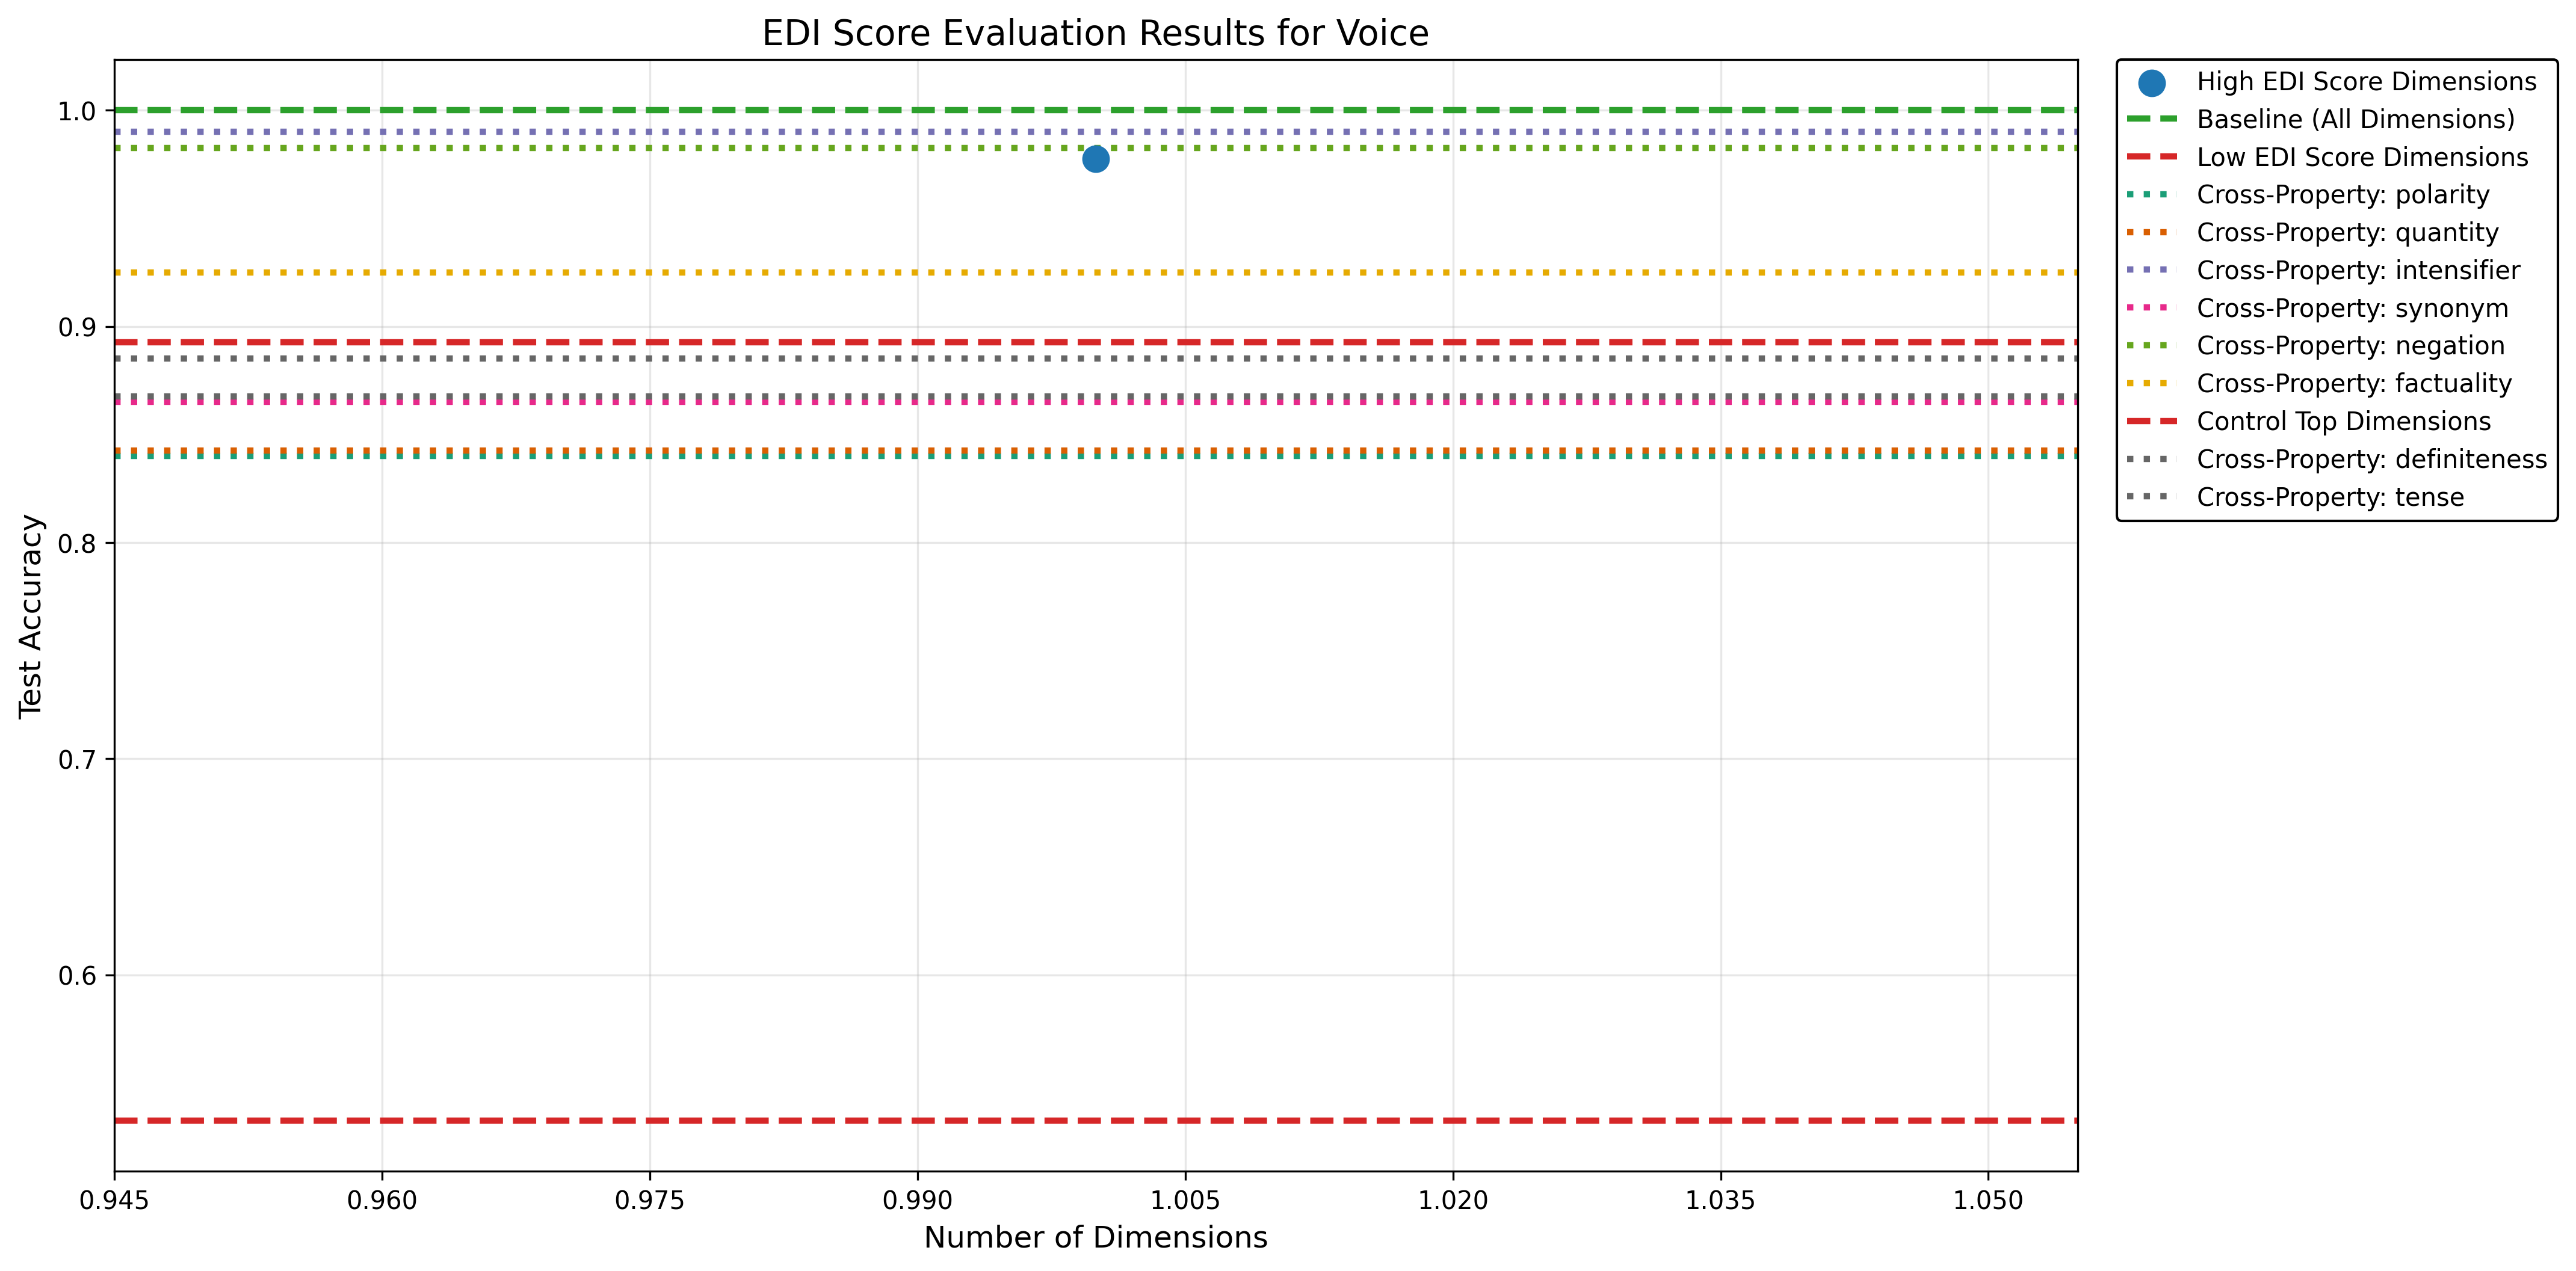 EDI Score Evaluation Results for Voice
Test Accuracy
1.0
0.9
0.8
0.7
0.6
0.945 0.960 0.975 0.990 1.005 1.020 1.035 1.050
Number of Dimensions
High EDI Score Dimensions
Baseline (All Dimensions)
Low EDI Score Dimensions
Cross-Property: polarity
Cross-Property: quantity
Cross-Property: intensifier
Cross-Property: synonym
Cross-Property: negation
Cross-Property: factuality
Control Top Dimensions
Cross-Property: definiteness
Cross-Property: tense